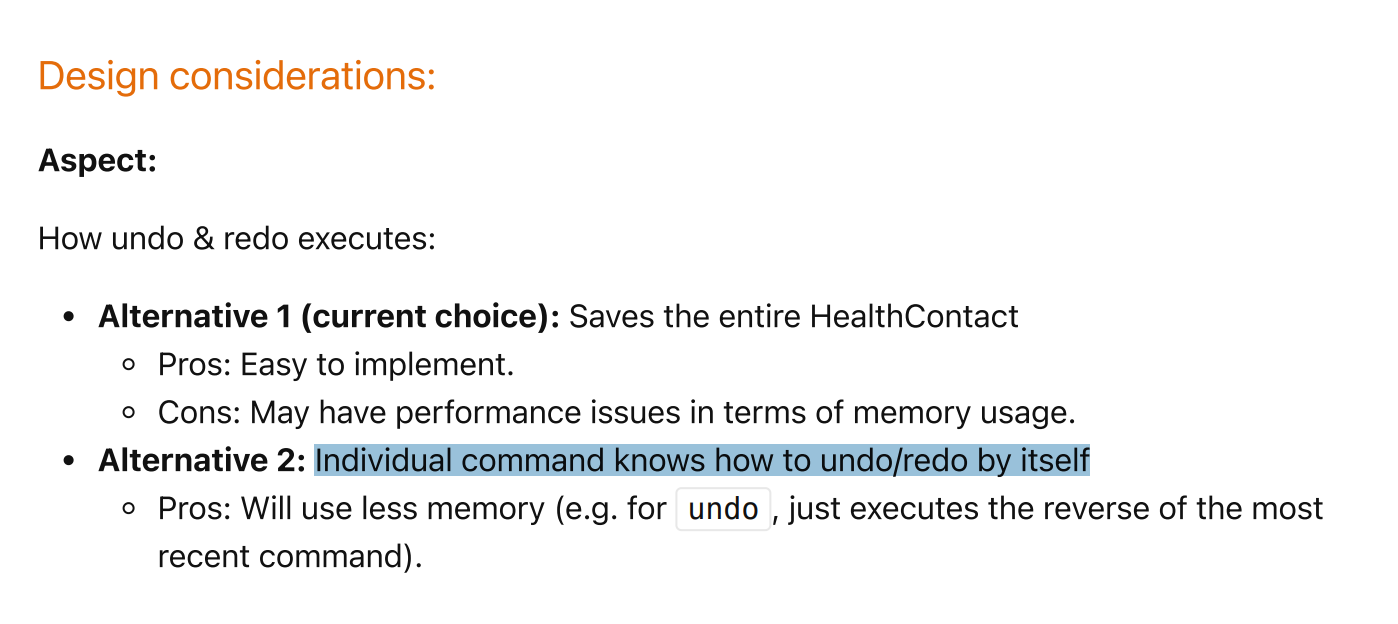 Design considerations:
Aspect:
How undo & redo executes:
• Alternative 1 (current choice): Saves the entire HealthContact
◦ Pros: Easy to implement.
◦ Cons: May have performance issues in terms of memory usage.
• Alternative 2: Individual command knows how to undo/redo by itself
◦ Pros: Will use less memory (e.g. for undo, just executes the reverse of the most
recent command).